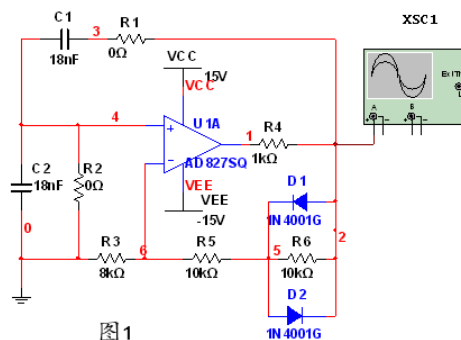 XSC1
C1
3
R1
18nF
0Ω
VCC
15V
VCC
Ext Tri
A
B
4
U1A
1
R4
AD827SQ
1kΩ
C2
18nF
R2
0Ω
VEE
VEE
-15V
D1
1N4001G
0
R3
6
R5
5
R6
2
8kΩ
10kΩ
10kΩ
D2
1N4001G
图1